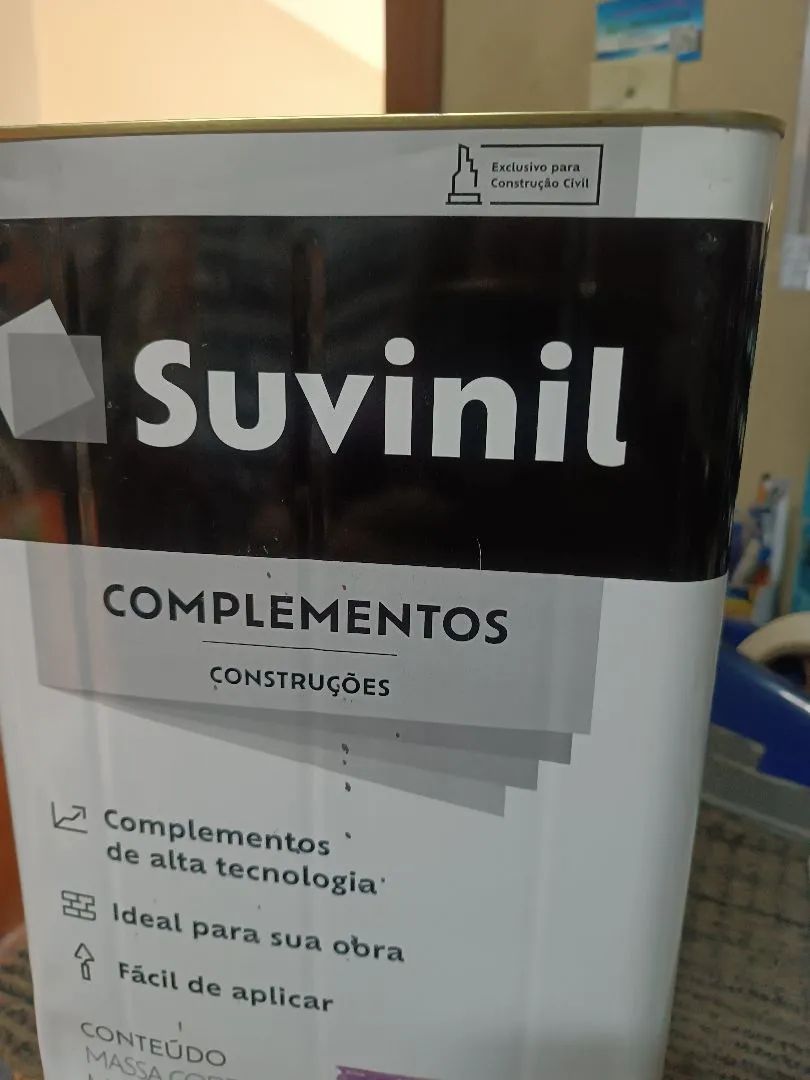 Exclusivo para
Construção Civil
Suvinil
COMPLEMENTOS
CONSTRUÇÕES
Complementos
de alta tecnologia
Ideal para sua obra
Fácil de aplicar
CONTEÚDO
MASSA